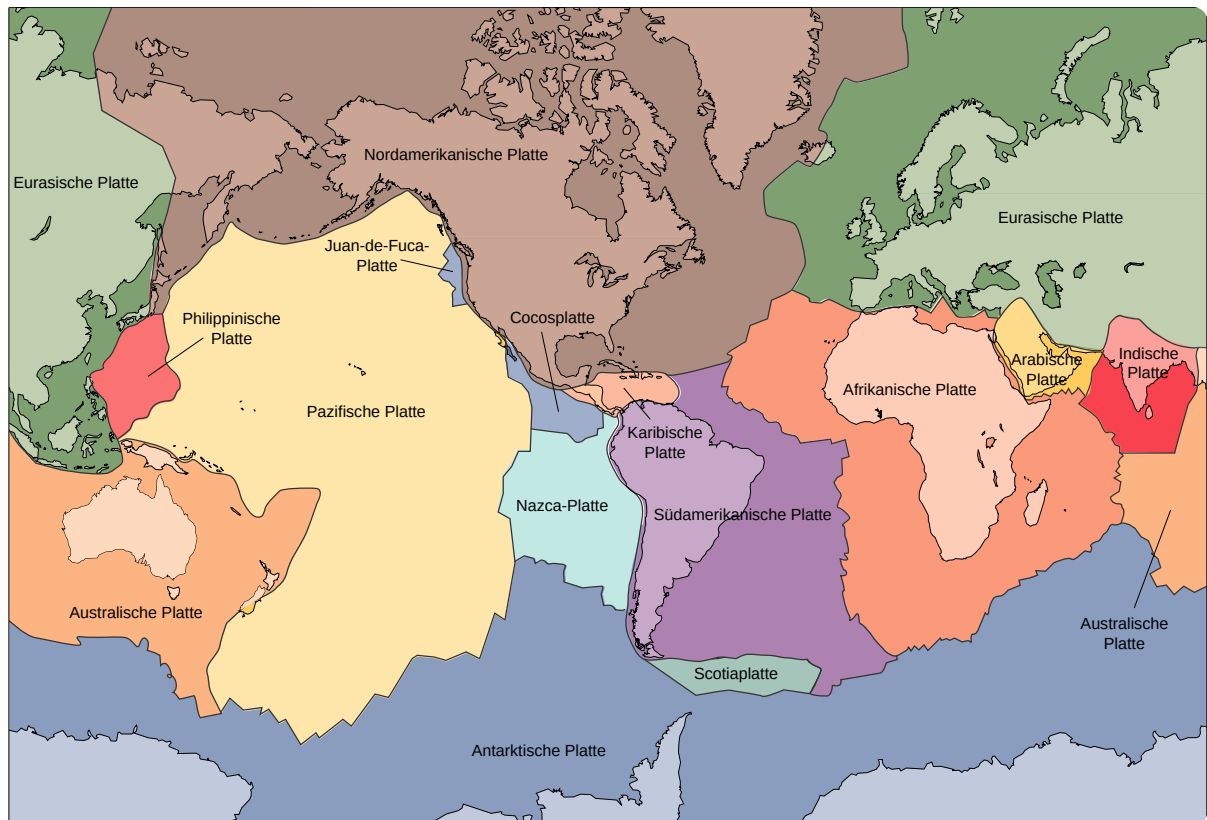 Nordamerikanische Platte
Eurasische Platte
Eurasische Platte
Juan-de-Fuca-
Platte
Philippinische
Platte
Cocosplatte
Arabische
Platte
Indische
Platte
Afrikanische Platte
Pazifische Platte
Karibische
Platte
Nazca-Platte
Südamerikanische Platte
Australische Platte
Australische
Platte
Scotiaplatte
Antarktische Platte